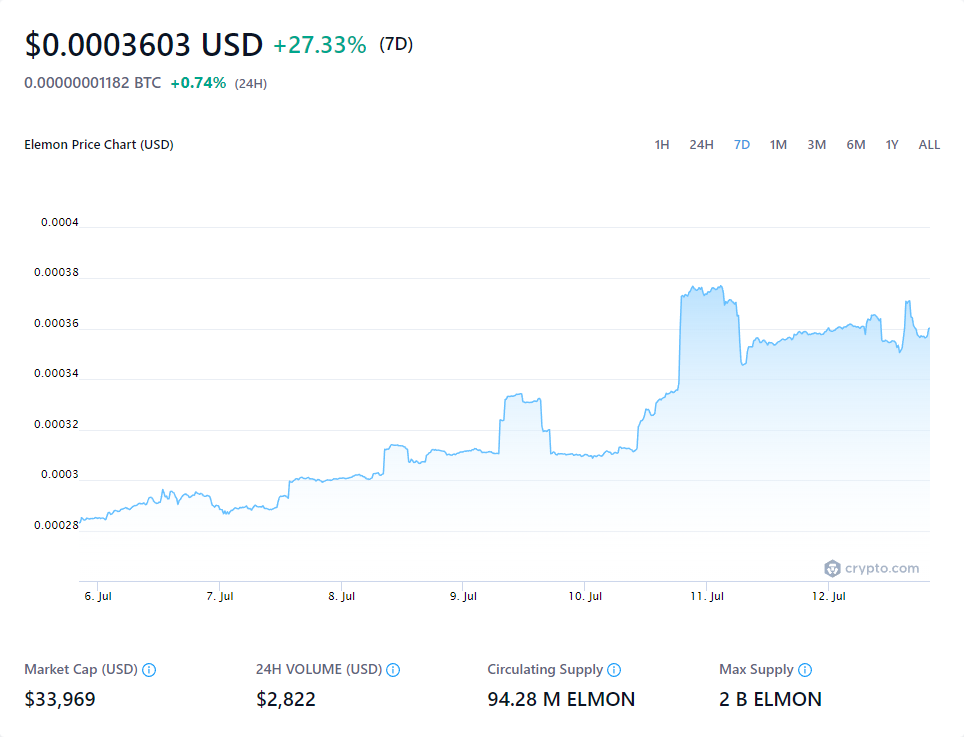 $0.0003603 USD +27.33% (7D)
0.00000001182 BTC +0.74% (24H)
Elemon Price Chart (USD) 1H 24H 7D 1M 3M 6M 1Y ALL
0.0004
0.00038
0.00036
0.00034
0.00032
0.0003
0.00028
crypto.com
6. Jul 7. Jul 8. Jul 9. Jul 10. Jul 11. Jul 12. Jul
Market Cap (USD) 24H VOLUME (USD) Circulating Supply Max Supply
$33,969 $2,822 94.28 M ELMON 2 B ELMON